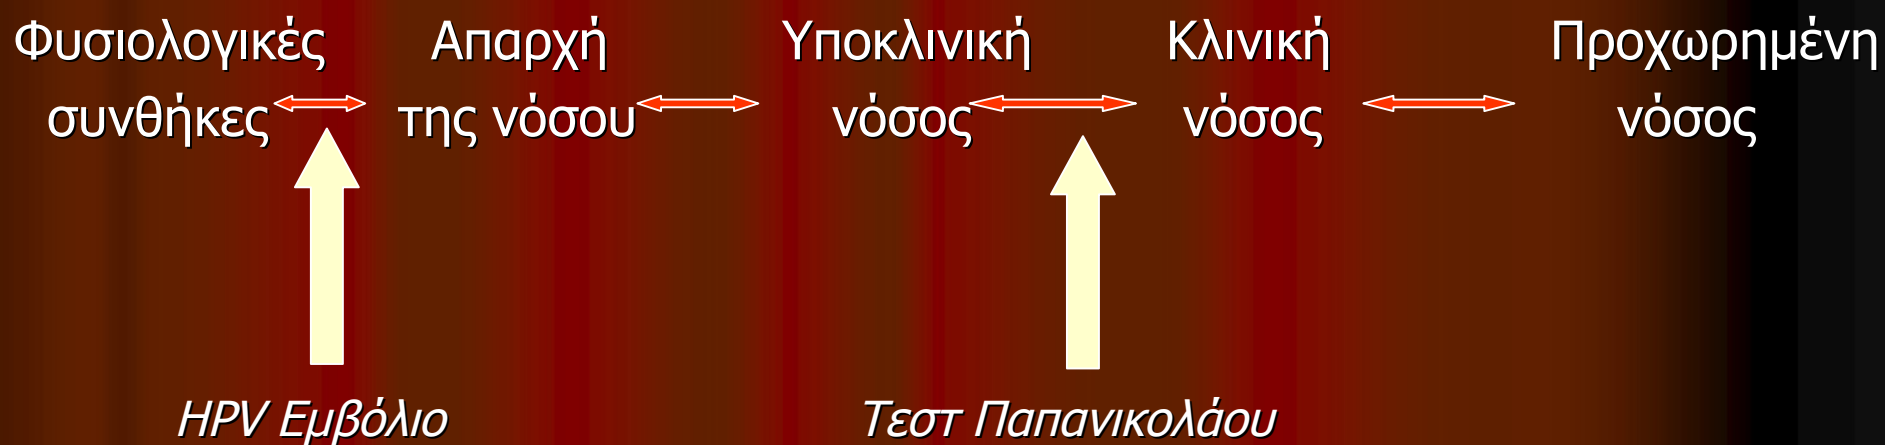 Φυσιολογικές Απαρχή Υποκλινική Κλινική Προχωρημένη
συνθήκες της νόσου νόσος νόσος νόσος
HPV Εμβόλιο Τεστ Παπανικολάου